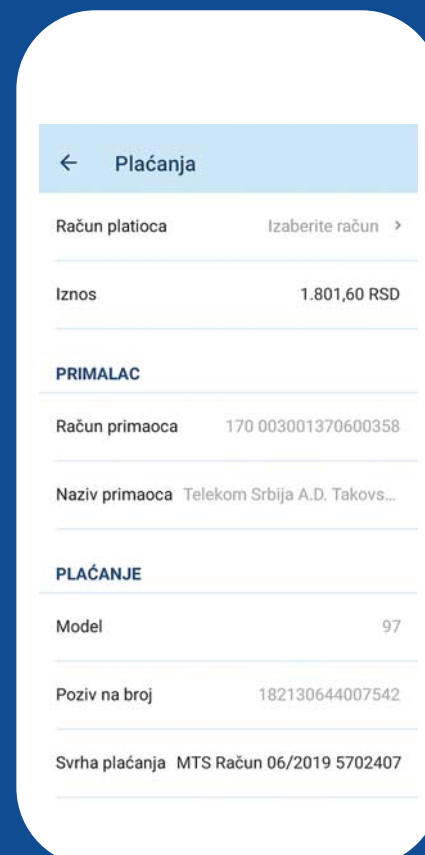 ← Plaćanja
Račun platioca Izaberite račun >
Iznos 1.801,60 RSD
PRIMALAC
Račun primaoca 170 003001370600358
Naziv primaoca Telekom Srbija A.D. Takovs...
PLAĆANJE
Model 97
Poziv na broj 182130644007542
Svrha plaćanja MTS Račun 06/2019 5702407